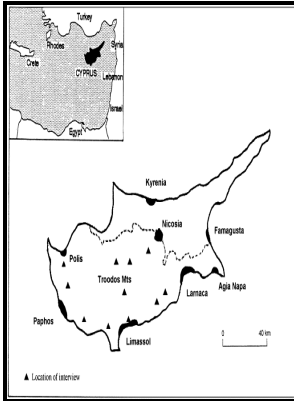 Turkey
Rhodes
Syria
Crete
CYPRUS
Lebanon
Israel
Egypt
Kyrenia
Nicosia
Famagusta
Polis
Troodos Mts
Agia Napa
Larnaca
Paphos
Limassol
0 40 km
▲ Location of interview